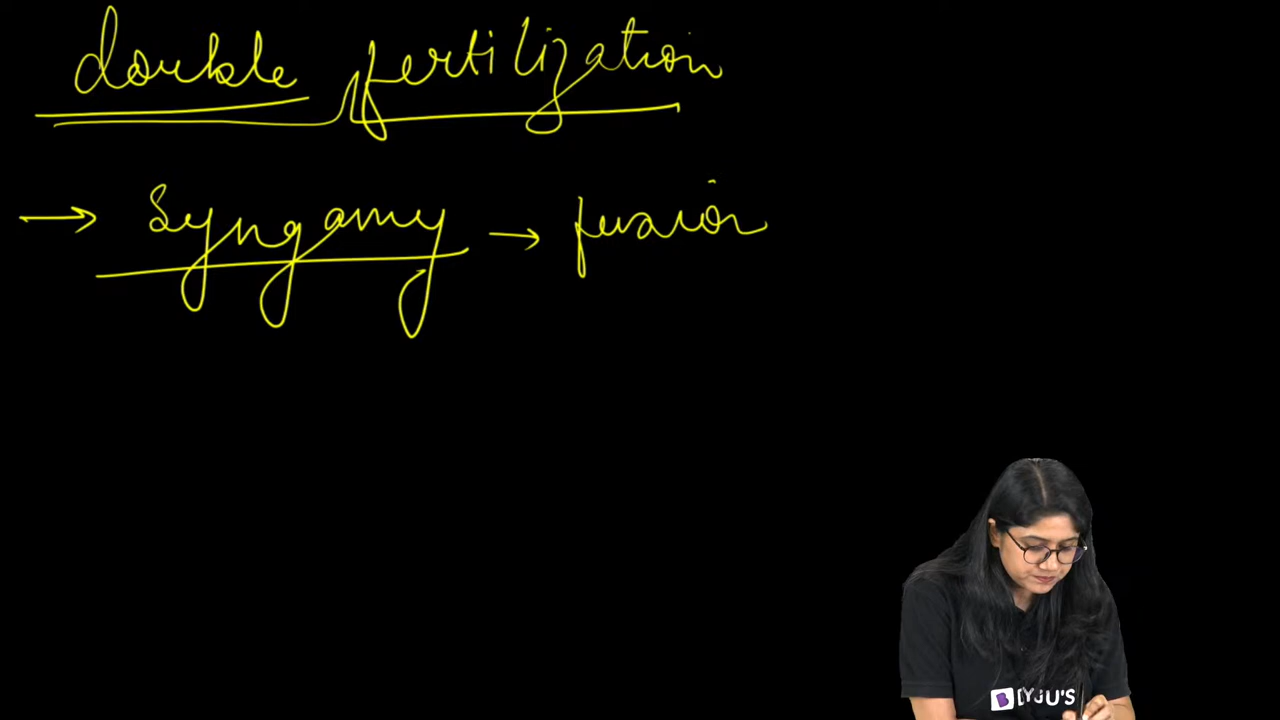 double fertilization
→ Syngamy → fusion
BYJU'S